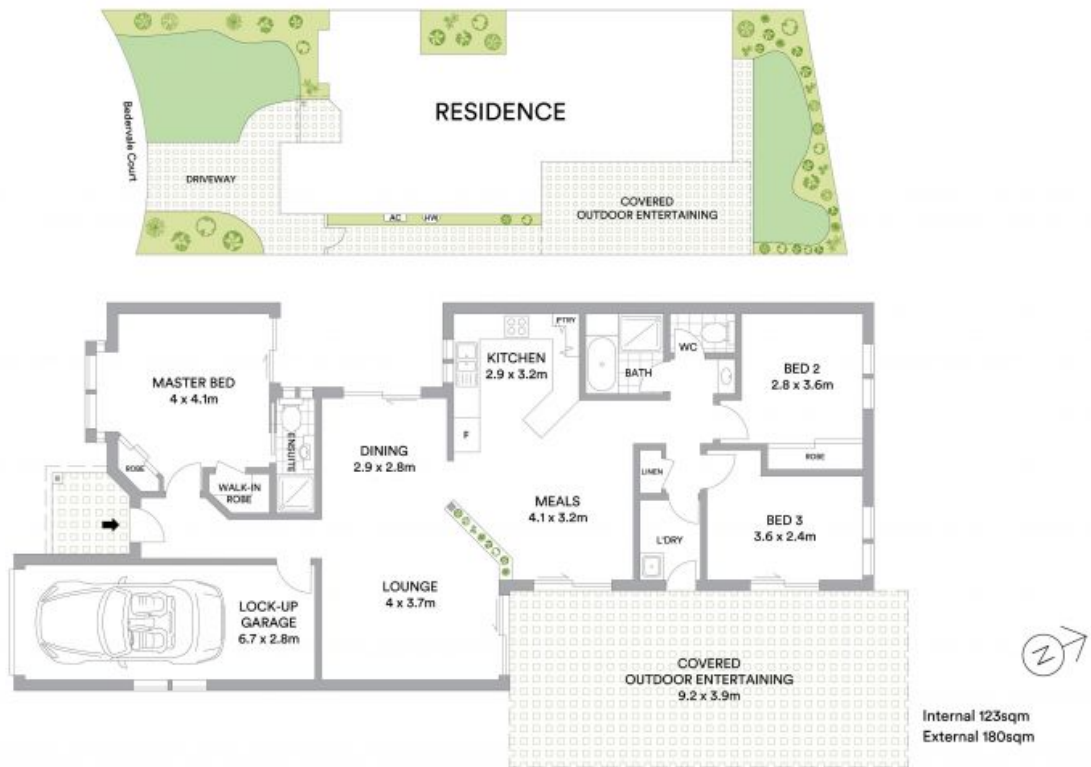 Bedervale Court
RESIDENCE
DRIVEWAY
AC
HW
COVERED
OUTDOOR ENTERTAINING
MASTER BED
4 x 4.1m
ROBE
WALK-IN
ROBE
ENSUITE
DINING
2.9 x 2.8m
KITCHEN
2.9 x 3.2m
PTRY
F
BATH
WC
BED 2
2.8 x 3.6m
ROBE
LINEN
MEALS
4.1 x 3.2m
L'DRY
BED 3
3.6 x 2.4m
LOUNGE
4 x 3.7m
LOCK-UP
GARAGE
6.7 x 2.8m
COVERED
OUTDOOR ENTERTAINING
9.2 x 3.9m
Z
Internal 123sqm
External 180sqm